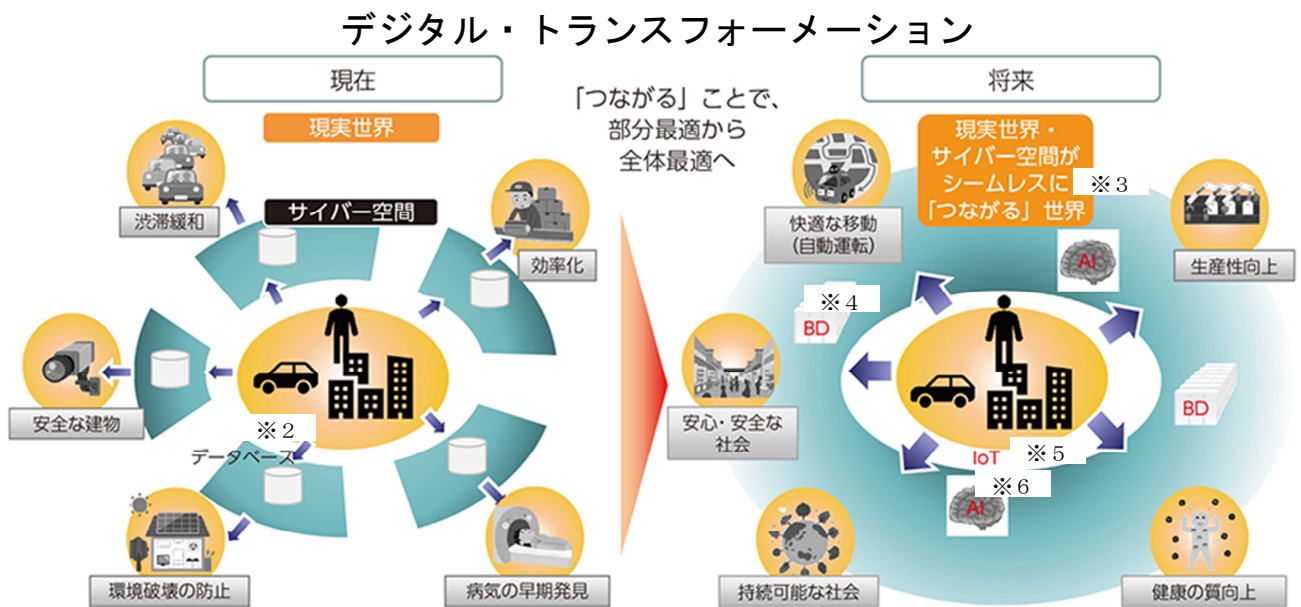 デジタル・トランスフォーメーション
現在
現実世界
サイバー空間
渋滞緩和
効率化
安全な建物
※2
データベース
環境破壊の防止
病気の早期発見
「つながる」ことで、
部分最適から
全体最適へ
将来
現実世界・
サイバー空間が
シームレスに
「つながる」世界
※3
快適な移動
(自動運転)
生産性向上
AI
※4
BD
BD
安心・安全な
社会
IoT
※5
※6
AI
持続可能な社会
健康の質向上